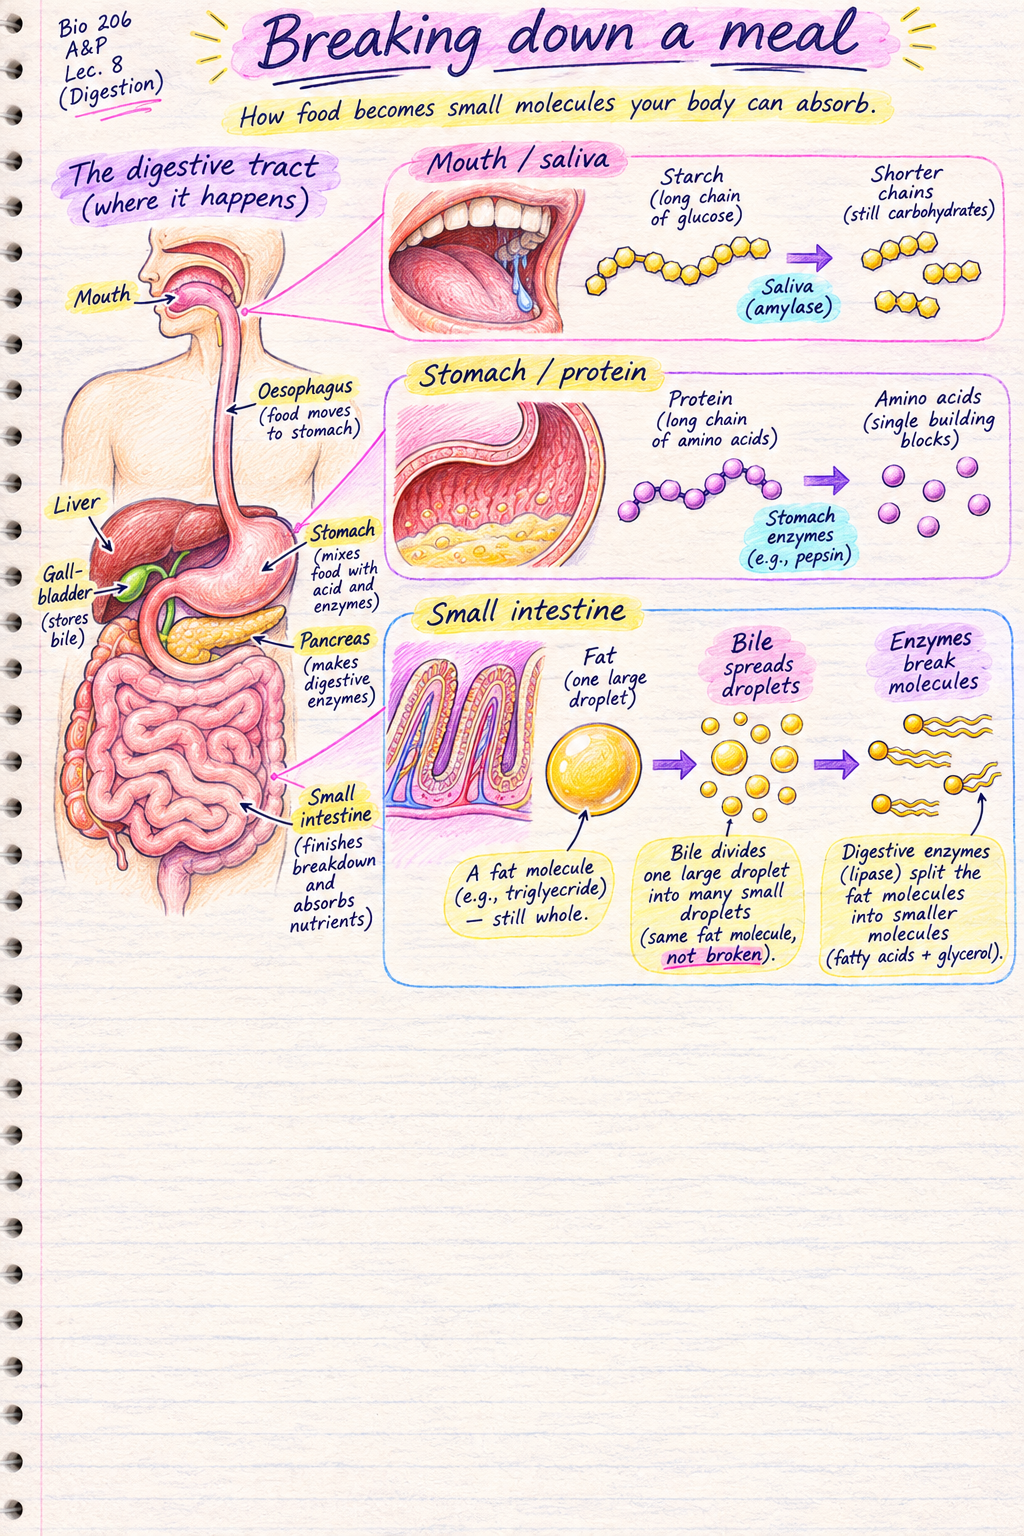 Bio 206
A&P
Lec. 8
(Digestion)
Breaking down a meal
How food becomes small molecules your body can absorb.
The digestive tract
(where it happens)
Mouth
Oesophagus
(food moves
to stomach)
Liver
Gall-
bladder
(stores
bile)
Stomach
(mixes
food with
acid and
enzymes)
Pancreas
(makes
digestive
enzymes)
Small
intestine
(finishes
breakdown
and
absorbs
nutrients)
Mouth / saliva
Starch
(long chain
of glucose)
Saliva
(amylase)
Shorter
chains
(still carbohydrates)
Stomach / protein
Protein
(long chain
of amino acids)
Stomach
enzymes
(e.g., pepsin)
Amino acids
(single building
blocks)
Small intestine
Fat
(one large
droplet)
Bile
spreads
droplets
Enzymes
break
molecules
A fat molecule
(e.g., triglyecride)
— still whole.
Bile divides
one large droplet
into many small
droplets
(same fat molecule,
not broken).
Digestive enzymes
(lipase) split the
fat molecules
into smaller
molecules
(fatty acids + glycerol).